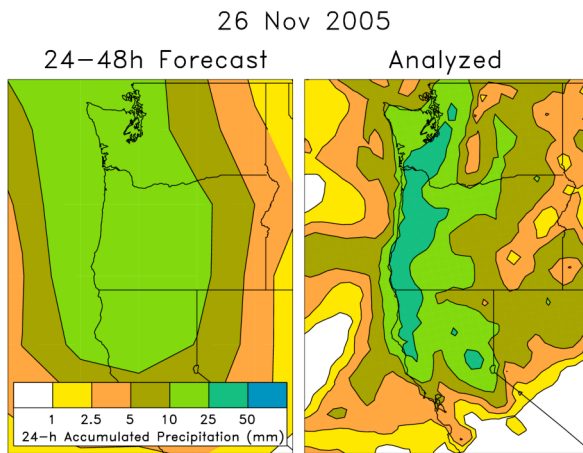 26 Nov 2005
24-48h Forecast
Analyzed
1 2.5 5 10 25 50
24-h Accumulated Precipitation (mm)